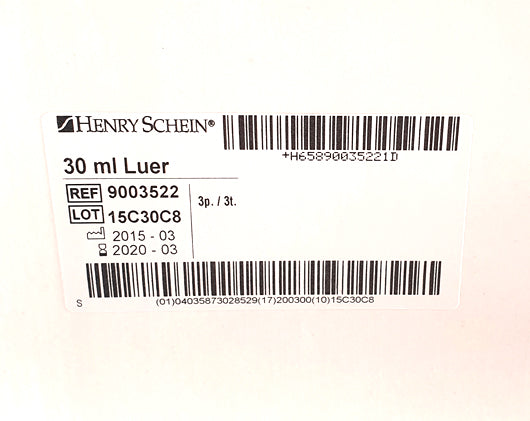 HENRY SCHEIN®
+H65890035221D
30 ml Luer
REF 9003522
LOT 15C30C8
3p. / 3t.
2015 - 03
2020 - 03
S
(01)04035873028529(17)200300(10)15C30C8